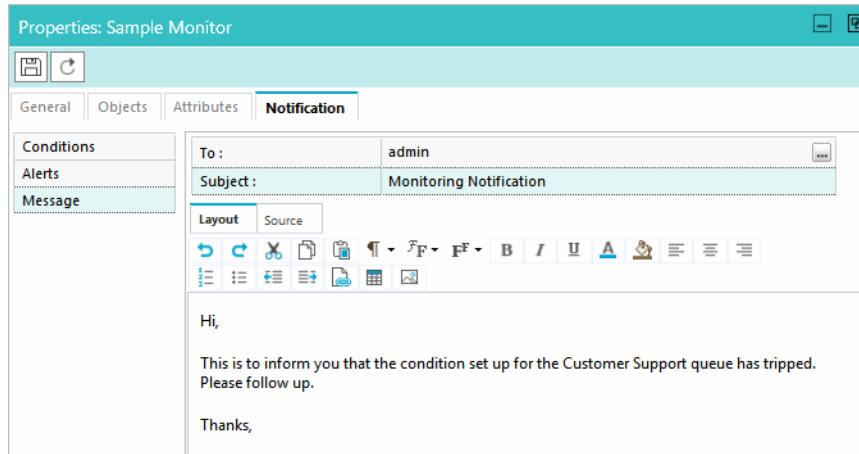 Properties: Sample Monitor
General Objects Attributes Notification
Conditions
Alerts
Message
To : admin ...
Subject : Monitoring Notification
Layout Source
¶ FF FF B I U A
Hi,
This is to inform you that the condition set up for the Customer Support queue has tripped.
Please follow up.
Thanks,